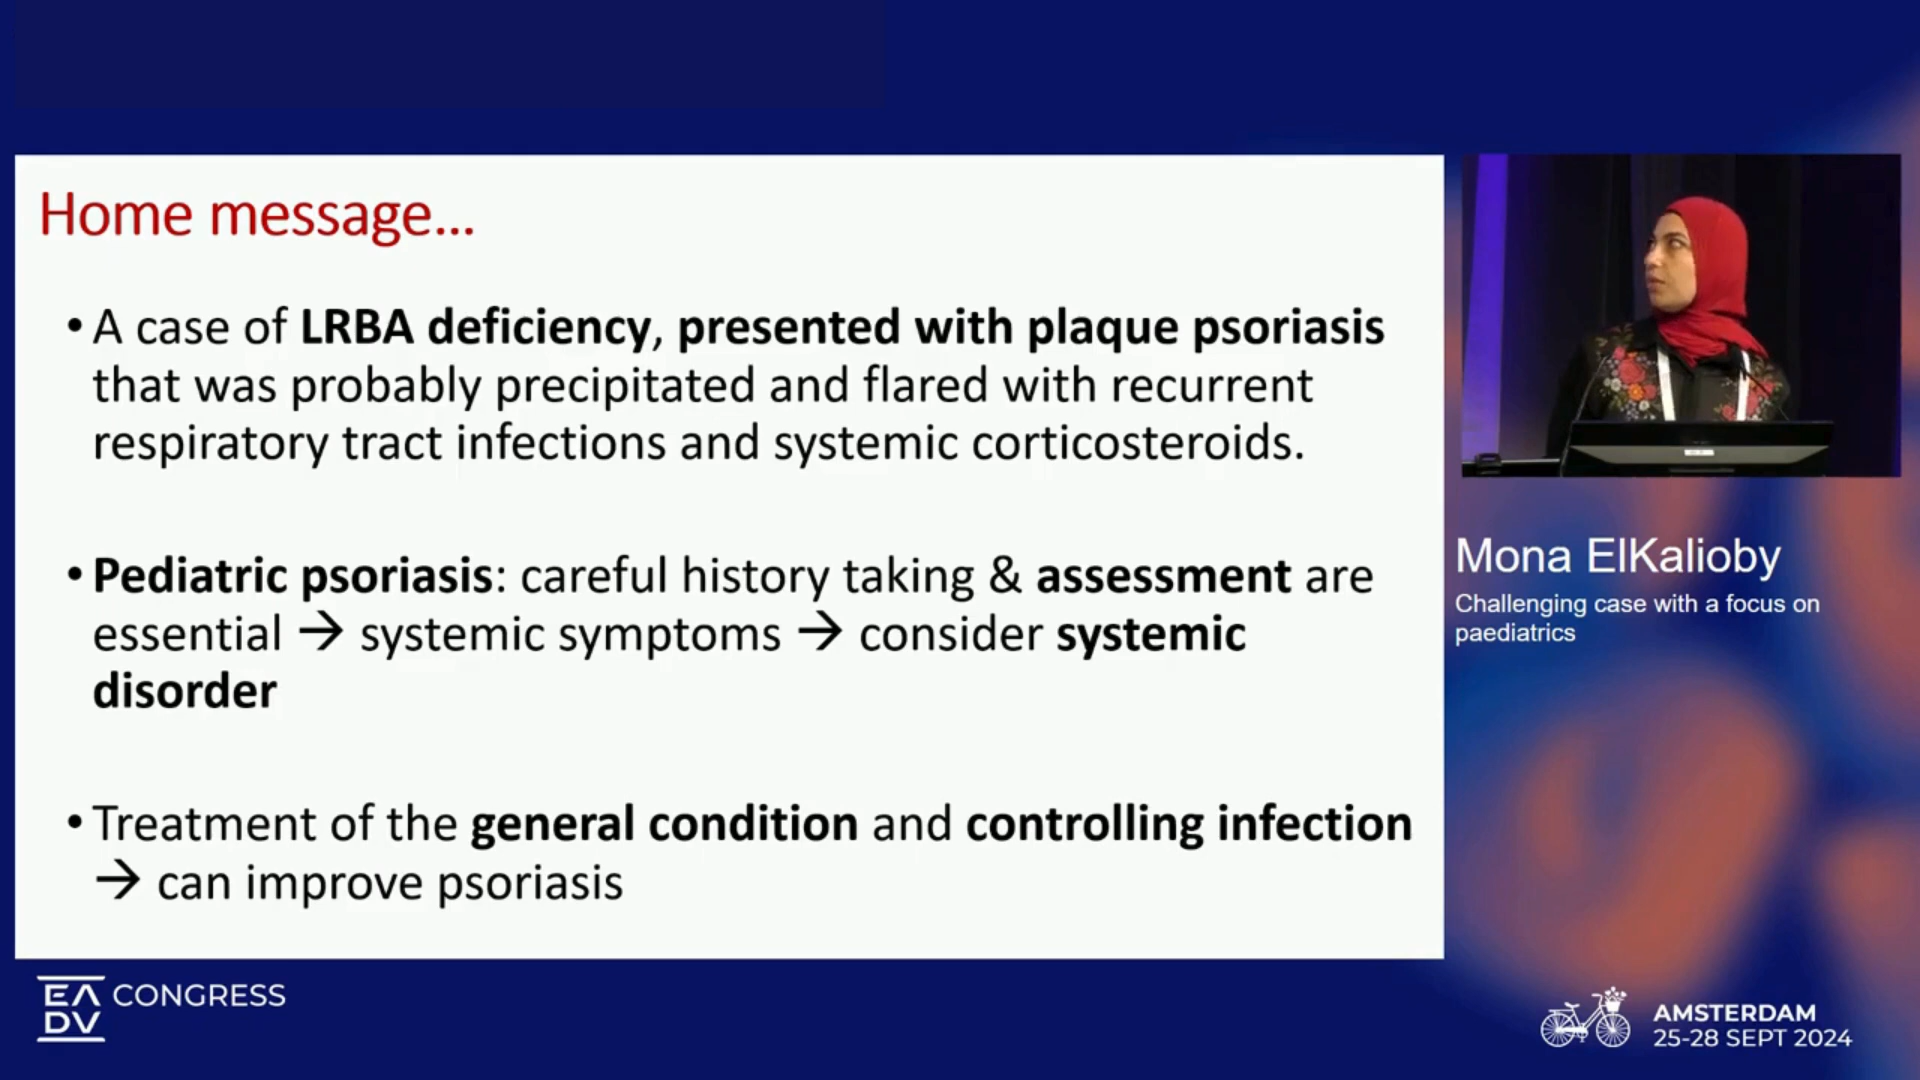 Home message...
• A case of LRBA deficiency, presented with plaque psoriasis
that was probably precipitated and flared with recurrent
respiratory tract infections and systemic corticosteroids.
• Pediatric psoriasis: careful history taking & assessment are
essential → systemic symptoms → consider systemic
disorder
• Treatment of the general condition and controlling infection
→ can improve psoriasis
Mona ElKalioby
Challenging case with a focus on
paediatrics
EADV CONGRESS
AMSTERDAM
25-28 SEPT 2024